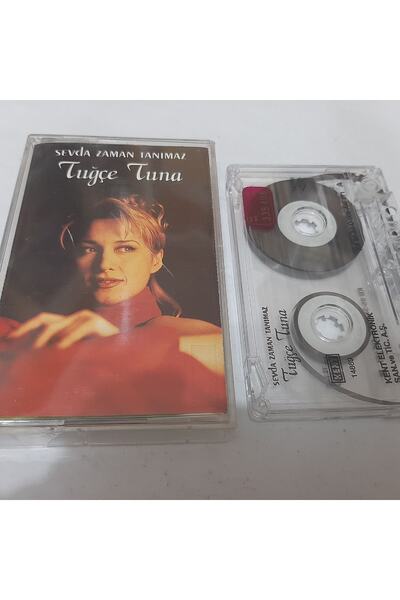 SEVdA ZAMAN TANIMAZ
Tuğçe Tuna
SEVdA ZAMAN TANIMAZ
Tuğçe Tuna
KENT ELEKTRONİK
SAN.ve TİC. A.Ş.